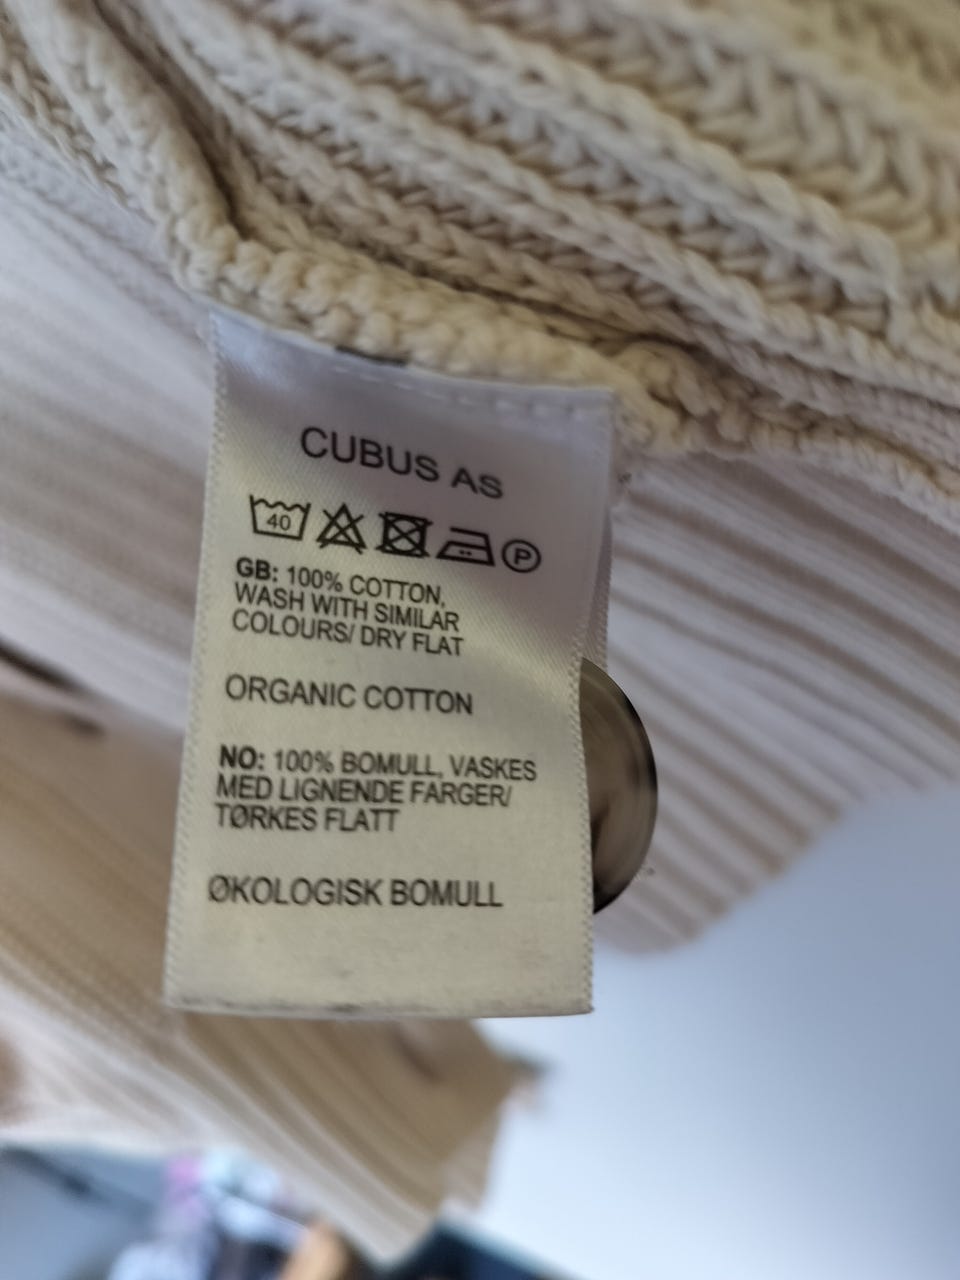 CUBUS AS
40 P
GB: 100% COTTON,
WASH WITH SIMILAR
COLOURS/ DRY FLAT
ORGANIC COTTON
NO: 100% BOMULL, VASKES
MED LIGNENDE FARGER/
TØRKES FLATT
ØKOLOGISK BOMULL